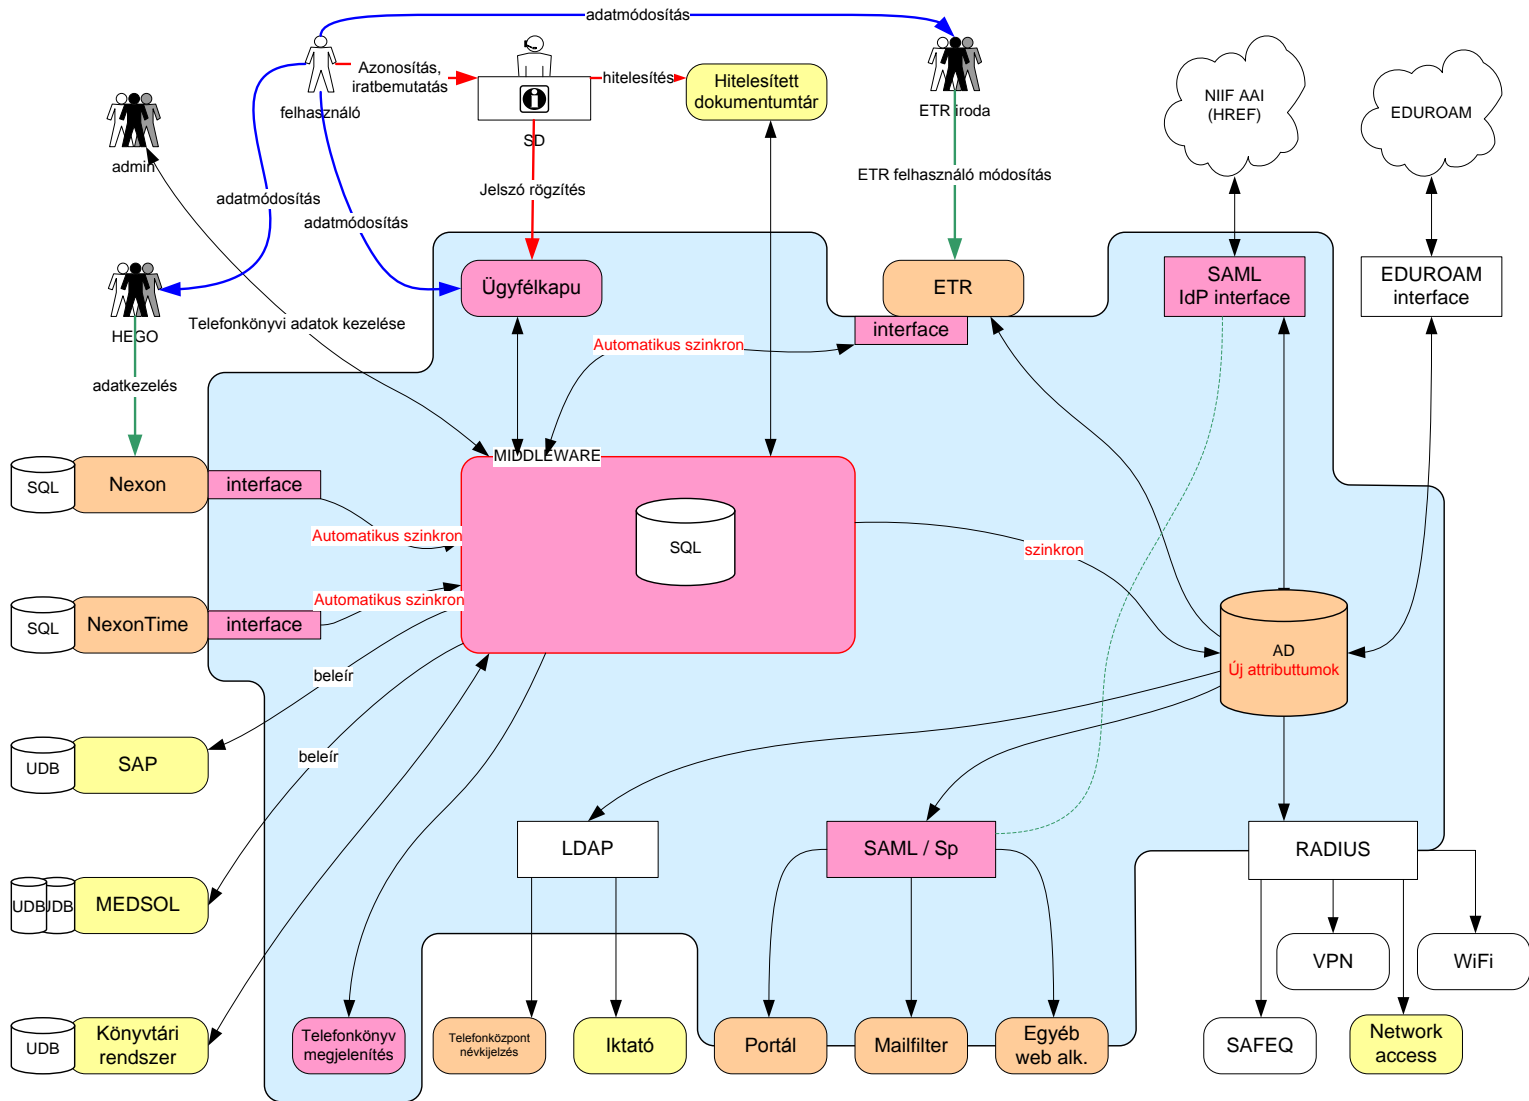 adatmódosítás
felhasználó
Azonosítás,
iratbemutatás
SD
hitelesítés
Hitelesített
dokumentumtár
ETR iroda
NIIF AAI
(HREF)
EDUROAM
admin
Jelszó rögzítés
ETR felhasználó módosítás
adatmódosítás
adatmódosítás
HEGO
Telefonkönyvi adatok kezelése
Ügyfélkapu
ETR
interface
SAML
IdP interface
EDUROAM
interface
Automatikus szinkron
adatkezelés
MIDDLEWARE
SQL
Nexon
interface
Automatikus szinkron
SQL
szinkron
SQL
NexonTime
interface
Automatikus szinkron
AD
Új attributtumok
beleír
UDB
SAP
beleír
LDAP
SAML / Sp
RADIUS
UDB
UDB
MEDSOL
VPN
WiFi
UDB
Könyvtári
rendszer
Telefonkönyv
megjelenítés
Telefonközpont
névkijelzés
Iktató
Portál
Mailfilter
Egyéb
web alk.
SAFEQ
Network
access